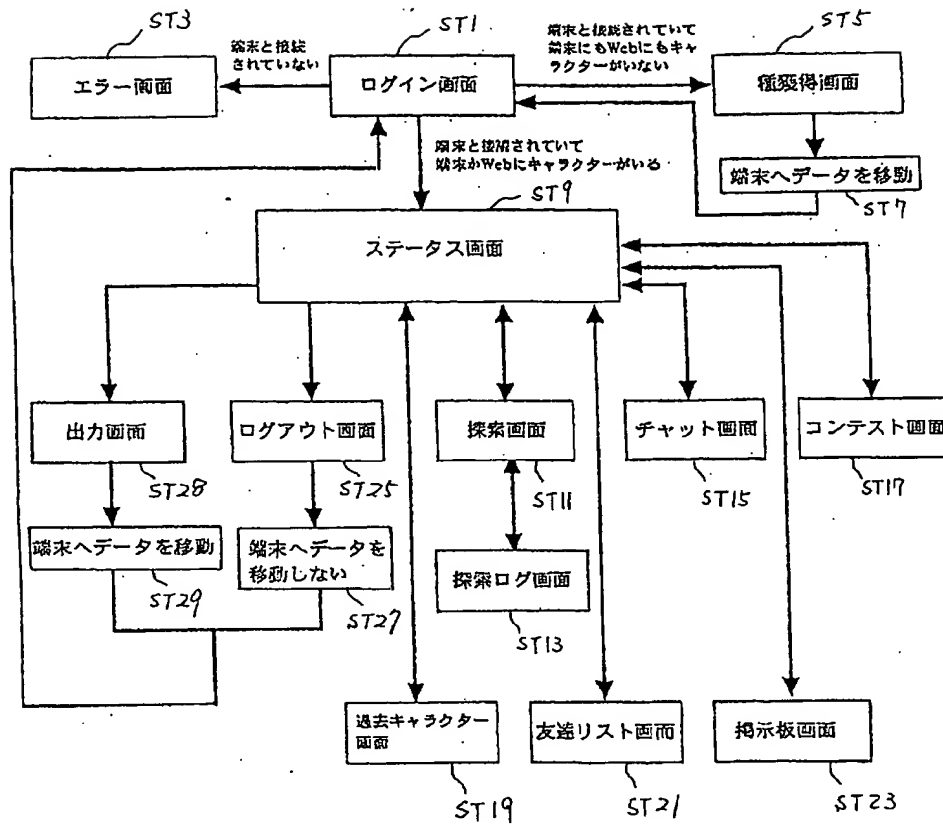 ST3
ST1
ST5
端末と接続
されていない
端末と接続されていて
端末にもWebにもキャ
ラクターがいない
エラー画面
ログイン画面
種獲得画面
端末と接続されていて
端末かWebにキャラクターがいる
端末へデータを移動
ST7
ST9
ステータス画面
出力画面
ログアウト画面
探索画面
チャット画面
コンテスト画面
ST28
ST25
ST11
ST15
ST17
端末へデータを移動
端末へデータを
移動しない
探索ログ画面
ST29
ST27
ST13
過去キャラクター
画面
友達リスト画面
掲示板画面
ST19
ST21
ST23